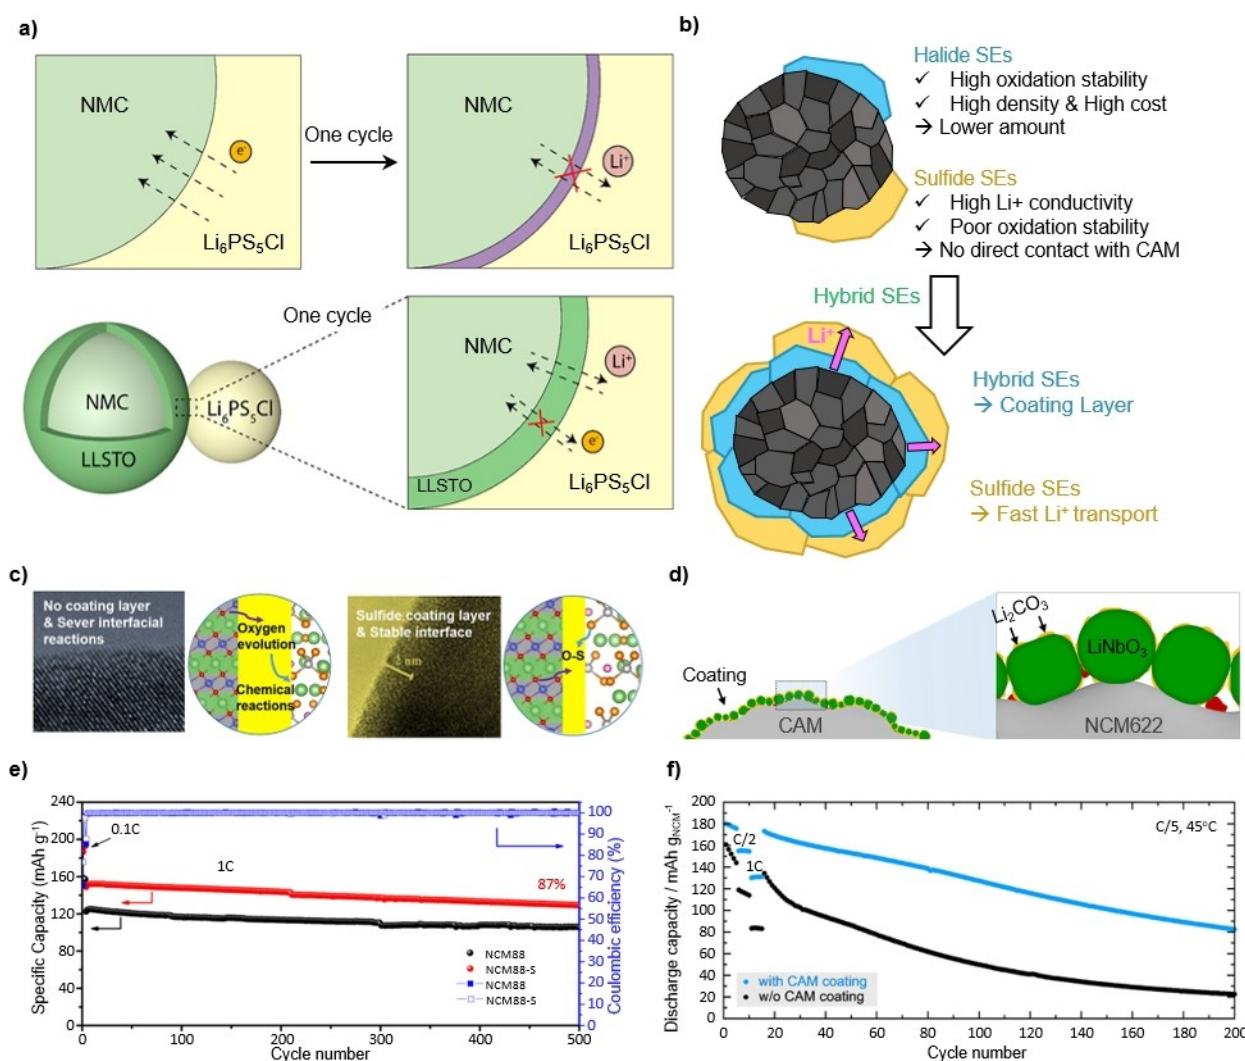 a)
NMC
e-
Li6PS5Cl
One cycle
NMC
Li+
Li6PS5Cl
NMC
LLSTO
Li6PS5Cl
One cycle
NMC
Li+
e-
LLSTO
Li6PS5Cl
b)
Halide SEs
✓ High oxidation stability
✓ High density & High cost
→ Lower amount
Sulfide SEs
✓ High Li+ conductivity
✓ Poor oxidation stability
→ No direct contact with CAM
Hybrid SEs
Li+
Hybrid SEs
→ Coating Layer
Sulfide SEs
→ Fast Li+ transport
c)
No coating layer
& Sever interfacial
reactions
Oxygen
evolution
Chemical
reactions
Sulfide coating layer
& Stable interface
3 nm
O-S
d)
Coating
CAM
Li2CO3
LiNbO3
NCM622
e)
Specific Capacity (mAh g-1)
240
200
160
120
80
40
0
0.1C
1C
87%
NCM88
NCM88-S
NCM88
NCM88-S
100
90
80
70
60
50
40
30
20
10
0
Coulombic efficiency (%)
0 100 200 300 400 500
Cycle number
f)
Discharge capacity / mAh gNCM-1
200
180
160
140
120
100
80
60
40
20
0
C/2
1C
C/5, 45°C
with CAM coating
w/o CAM coating
0 20 40 60 80 100 120 140 160 180 200
Cycle number